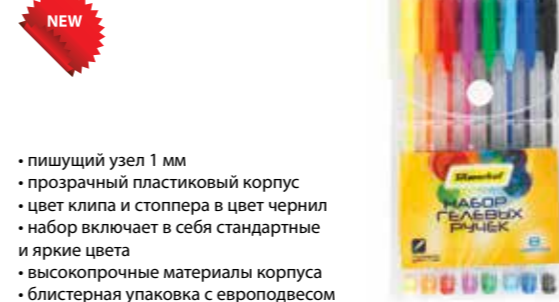 NEW
• пишущий узел 1 мм
• прозрачный пластиковый корпус
• цвет клипа и стоппера в цвет чернил
• набор включает в себя стандартные
и яркие цвета
• высокопрочные материалы корпуса
• блистерная упаковка с европодвесом
Silwerhof
НАБОР
ГЕЛЕВЫХ
РУЧЕК
8